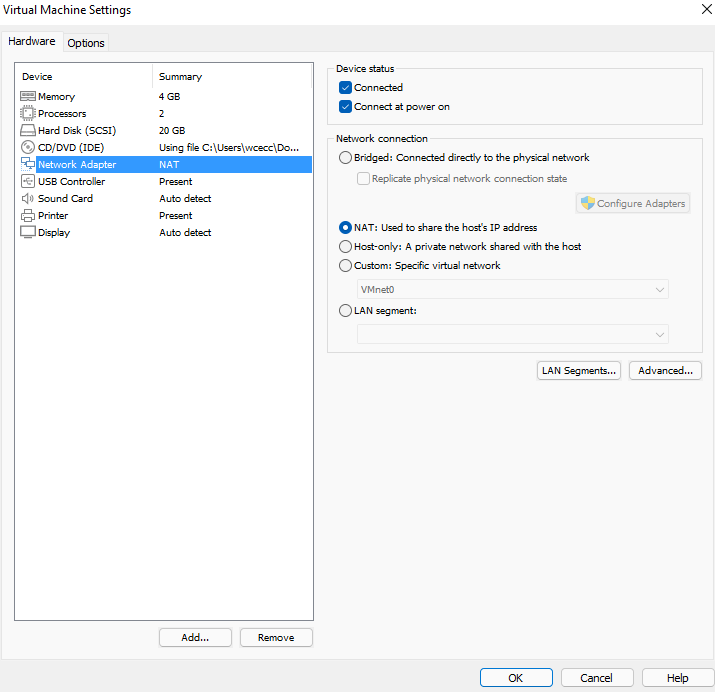 Virtual Machine Settings
Hardware Options
Device Summary
Memory 4 GB
Processors 2
Hard Disk (SCSI) 20 GB
CD/DVD (IDE) Using file C:\Users\wcecc\Do...
Network Adapter NAT
USB Controller Present
Sound Card Auto detect
Printer Present
Display Auto detect
Add... Remove
Device status
Connected
Connect at power on
Network connection
Bridged: Connected directly to the physical network
Replicate physical network connection state
Configure Adapters
NAT: Used to share the host's IP address
Host-only: A private network shared with the host
Custom: Specific virtual network
VMnet0
LAN segment:
LAN Segments... Advanced...
OK Cancel Help